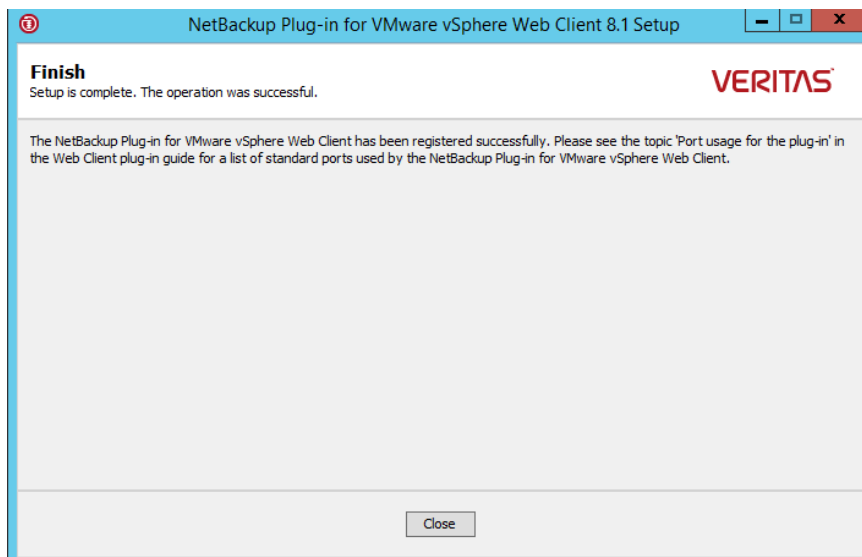 NetBackup Plug-in for VMware vSphere Web Client 8.1 Setup
Finish
Setup is complete. The operation was successful.
VERITAS
The NetBackup Plug-in for VMware vSphere Web Client has been registered successfully. Please see the topic 'Port usage for the plug-in' in
the Web Client plug-in guide for a list of standard ports used by the NetBackup Plug-in for VMware vSphere Web Client.
Close